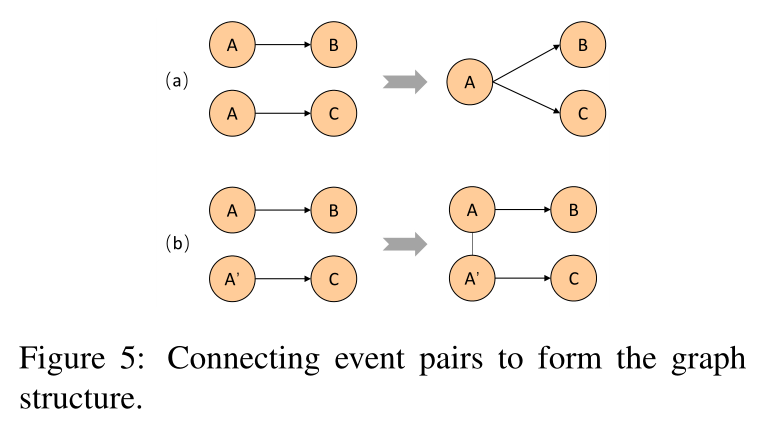 A B
B
(a)
A
A C
C
A B
A B
(b)
A' C
A' C
Figure 5: Connecting event pairs to form the graph
structure.